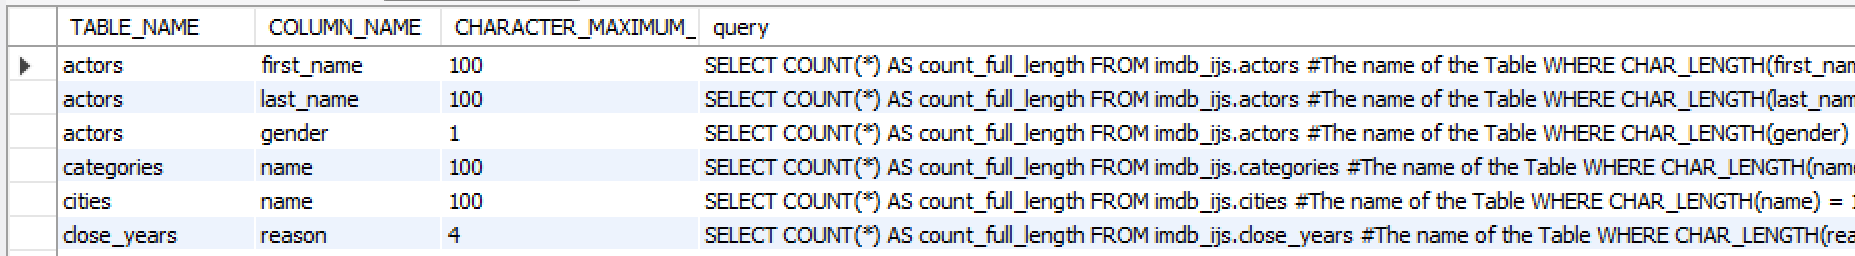 TABLE_NAME COLUMN_NAME CHARACTER_MAXIMUM_ query
actors first_name 100 SELECT COUNT(*) AS count_full_length FROM imdb_ijs.actors #The name of the Table WHERE CHAR_LENGTH(first_nam
actors last_name 100 SELECT COUNT(*) AS count_full_length FROM imdb_ijs.actors #The name of the Table WHERE CHAR_LENGTH(last_nam
actors gender 1 SELECT COUNT(*) AS count_full_length FROM imdb_ijs.actors #The name of the Table WHERE CHAR_LENGTH(gender)
categories name 100 SELECT COUNT(*) AS count_full_length FROM imdb_ijs.categories #The name of the Table WHERE CHAR_LENGTH(name
cities name 100 SELECT COUNT(*) AS count_full_length FROM imdb_ijs.cities #The name of the Table WHERE CHAR_LENGTH(name) = 1
close_years reason 4 SELECT COUNT(*) AS count_full_length FROM imdb_ijs.close_years #The name of the Table WHERE CHAR_LENGTH(rea